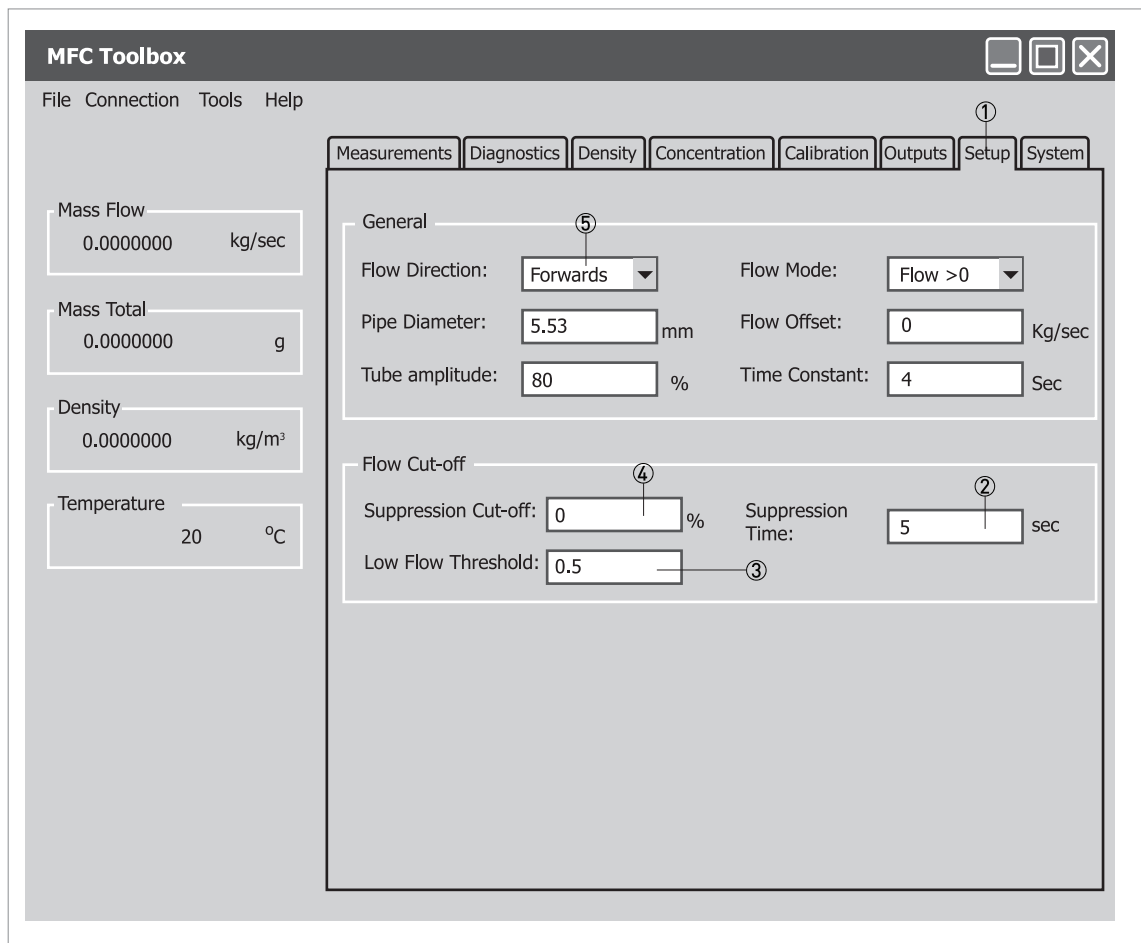 MFC Toolbox
File Connection Tools Help
①
Measurements Diagnostics Density Concentration Calibration Outputs Setup System
Mass Flow
0.0000000 kg/sec
Mass Total
0.0000000 g
Density
0.0000000 kg/m³
Temperature
20 °C
General
⑤
Flow Direction: Forwards Flow Mode: Flow >0
Pipe Diameter: 5.53 mm Flow Offset: 0 Kg/sec
Tube amplitude: 80 % Time Constant: 4 Sec
Flow Cut-off
④ ②
Suppression Cut-off: 0 % Suppression
Time: 5 sec
Low Flow Threshold: 0.5 ③